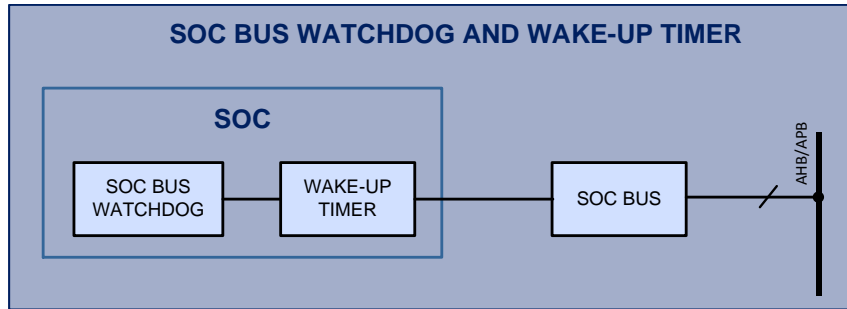 SOC BUS WATCHDOG AND WAKE-UP TIMER
SOC
SOC BUS
WATCHDOG
WAKE-UP
TIMER
SOC BUS
AHB/APB